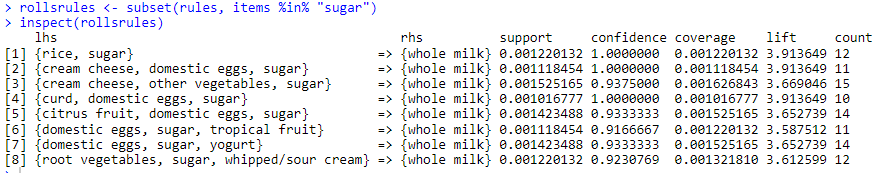 > rollsrules <- subset(rules, items %in% "sugar")
> inspect(rollsrules)
    lhs                                             rhs          support     confidence coverage    lift     count
[1] {rice, sugar}                                => {whole milk} 0.001220132 1.0000000  0.001220132 3.913649 12
[2] {cream cheese, domestic eggs, sugar}         => {whole milk} 0.001118454 1.0000000  0.001118454 3.913649 11
[3] {cream cheese, other vegetables, sugar}      => {whole milk} 0.001525165 0.9375000  0.001626843 3.669046 15
[4] {curd, domestic eggs, sugar}                 => {whole milk} 0.001016777 1.0000000  0.001016777 3.913649 10
[5] {citrus fruit, domestic eggs, sugar}         => {whole milk} 0.001423488 0.9333333  0.001525165 3.652739 14
[6] {domestic eggs, sugar, tropical fruit}       => {whole milk} 0.001118454 0.9166667  0.001220132 3.587512 11
[7] {domestic eggs, sugar, yogurt}               => {whole milk} 0.001423488 0.9333333  0.001525165 3.652739 14
[8] {root vegetables, sugar, whipped/sour cream} => {whole milk} 0.001220132 0.9230769  0.001321810 3.612599 12